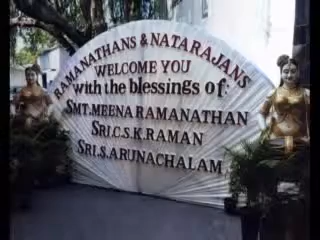 RAMANATHANS & NATARAJANS
WELCOME YOU
with the blessings of:
SMT.MEENA RAMANATHAN
SRI.C.S.K.RAMAN
SRI.S.ARUNACHALAM